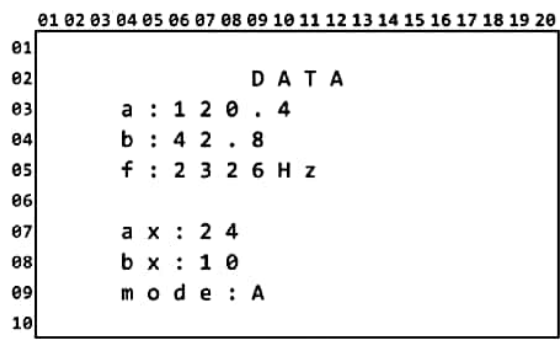 01 02 03 04 05 06 07 08 09 10 11 12 13 14 15 16 17 18 19 20
01
02 D A T A
03 a : 1 2 0 . 4
04 b : 4 2 . 8
05 f : 2 3 2 6 H z
06
07 a x : 2 4
08 b x : 1 0
09 m o d e : A
10